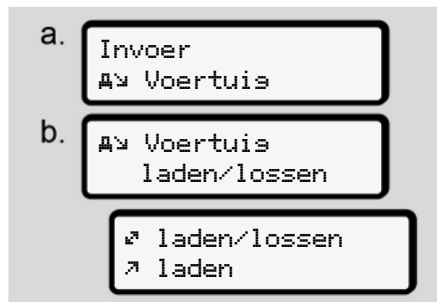 a.
Invoer
Voertuig
b.
Voertuig
laden/lossen
laden/lossen
laden